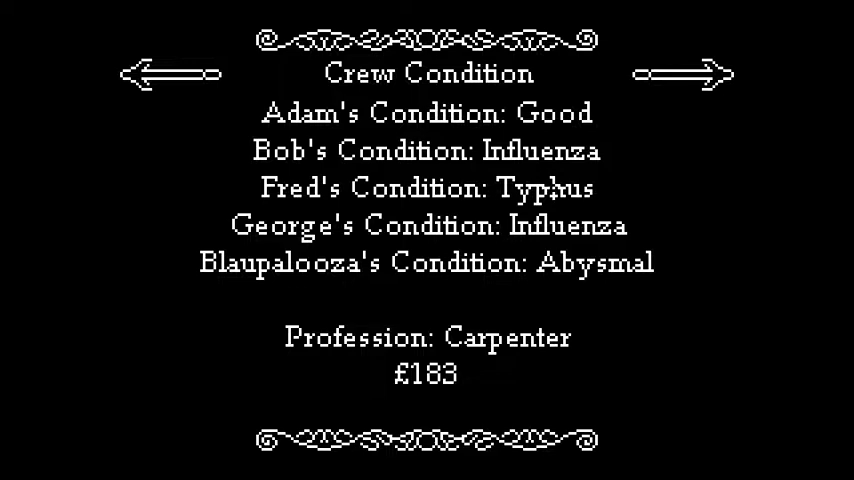 Crew Condition
Adam's Condition: Good
Bob's Condition: Influenza
Fred's Condition: Typhus
George's Condition: Influenza
Blaupalooza's Condition: Abysmal
Profession: Carpenter
£183